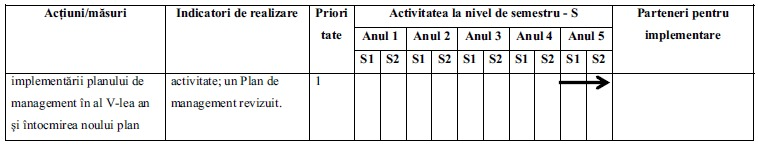 Acțiuni/măsuri Indicatori de realizare Priori Activitatea la nivel de semestru - S Parteneri pentru
tate Anul 1 Anul 2 Anul 3 Anul 4 Anul 5 implementare
S1 S2 S1 S2 S1 S2 S1 S2 S1 S2
implementării planului de activitate; un Plan de 1
management în al V-lea an management revizuit.
și întocmirea noului plan